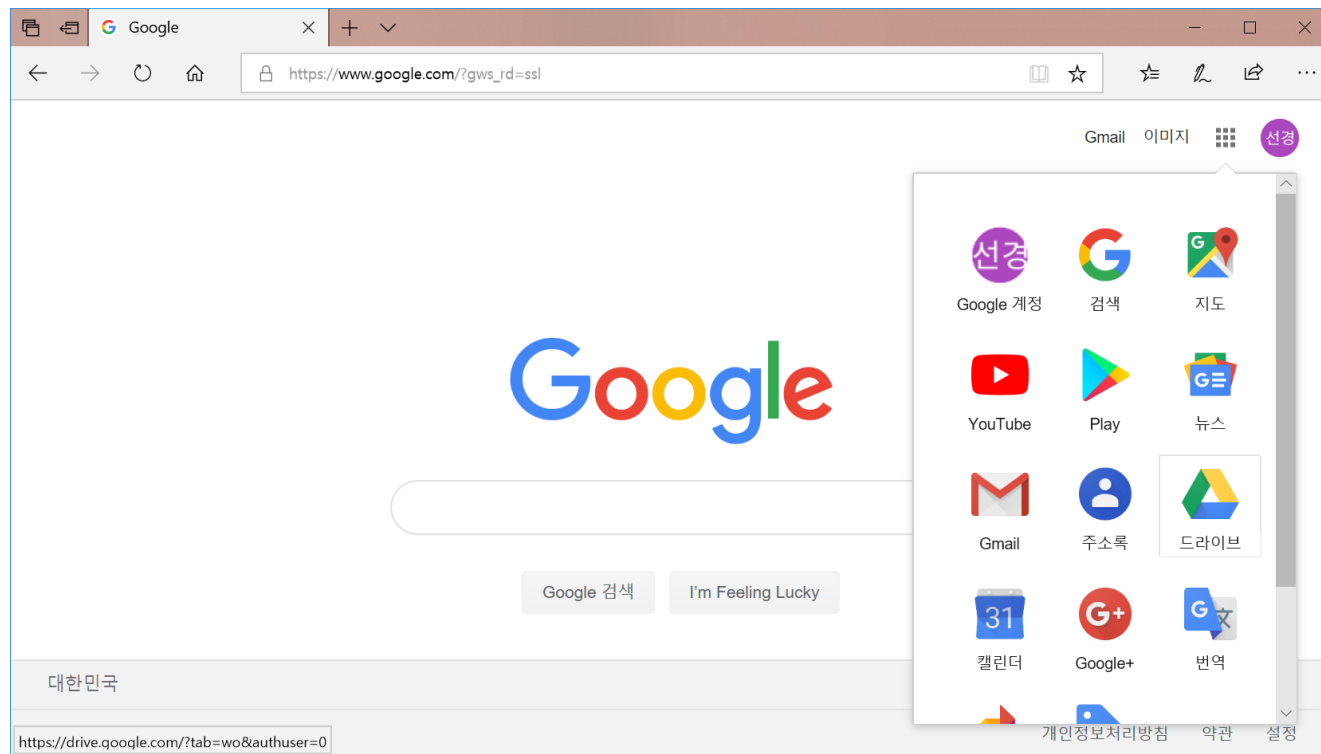 Google
https://www.google.com/?gws_rd=ssl
Gmail 이미지 선경
선경 G G
Google 계정 검색 지도
G
YouTube Play 뉴스
Gmail 주소록 드라이브
31 G+ G 文
캘린더 Google+ 번역
Google
Google 검색 I'm Feeling Lucky
대한민국
개인정보처리방침 약관 설정
https://drive.google.com/?tab=wo&authuser=0